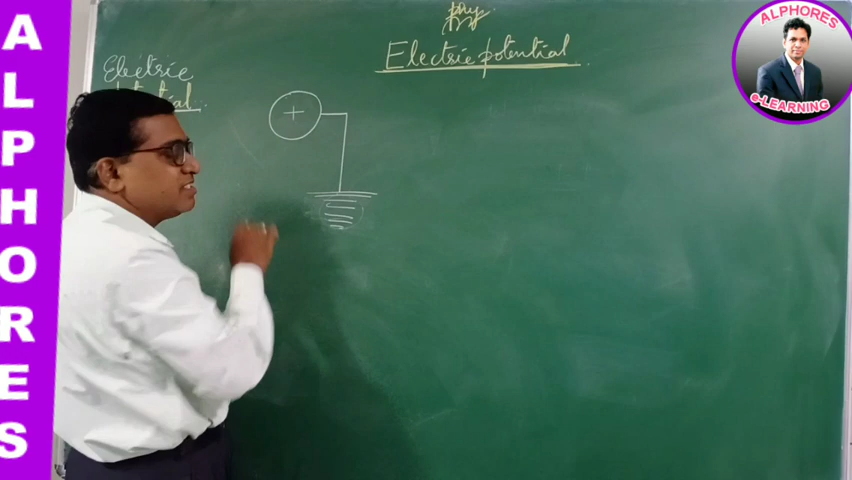 ALPHORES
Electric potential
Electric
ALPHORES
e-LEARNING
+